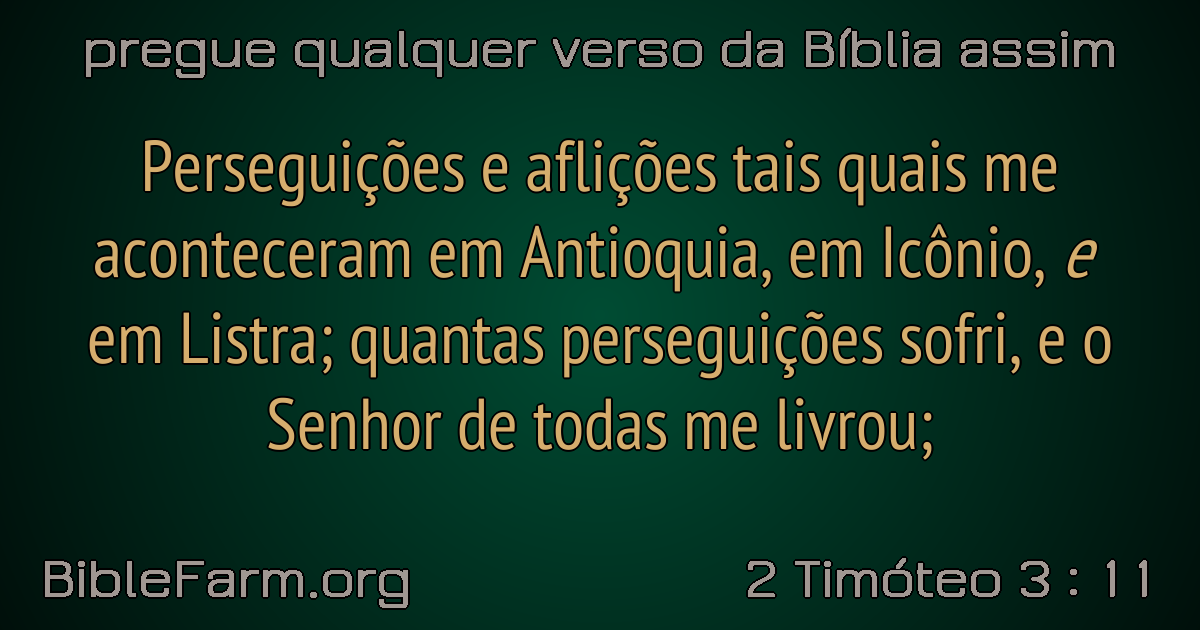 pregue qualquer verso da Bíblia assim
Perseguições e aflições tais quais me
aconteceram em Antioquia, em Icônio, e
em Listra; quantas perseguições sofri, e o
Senhor de todas me livrou;
BibleFarm.org
2 Timóteo 3 : 11